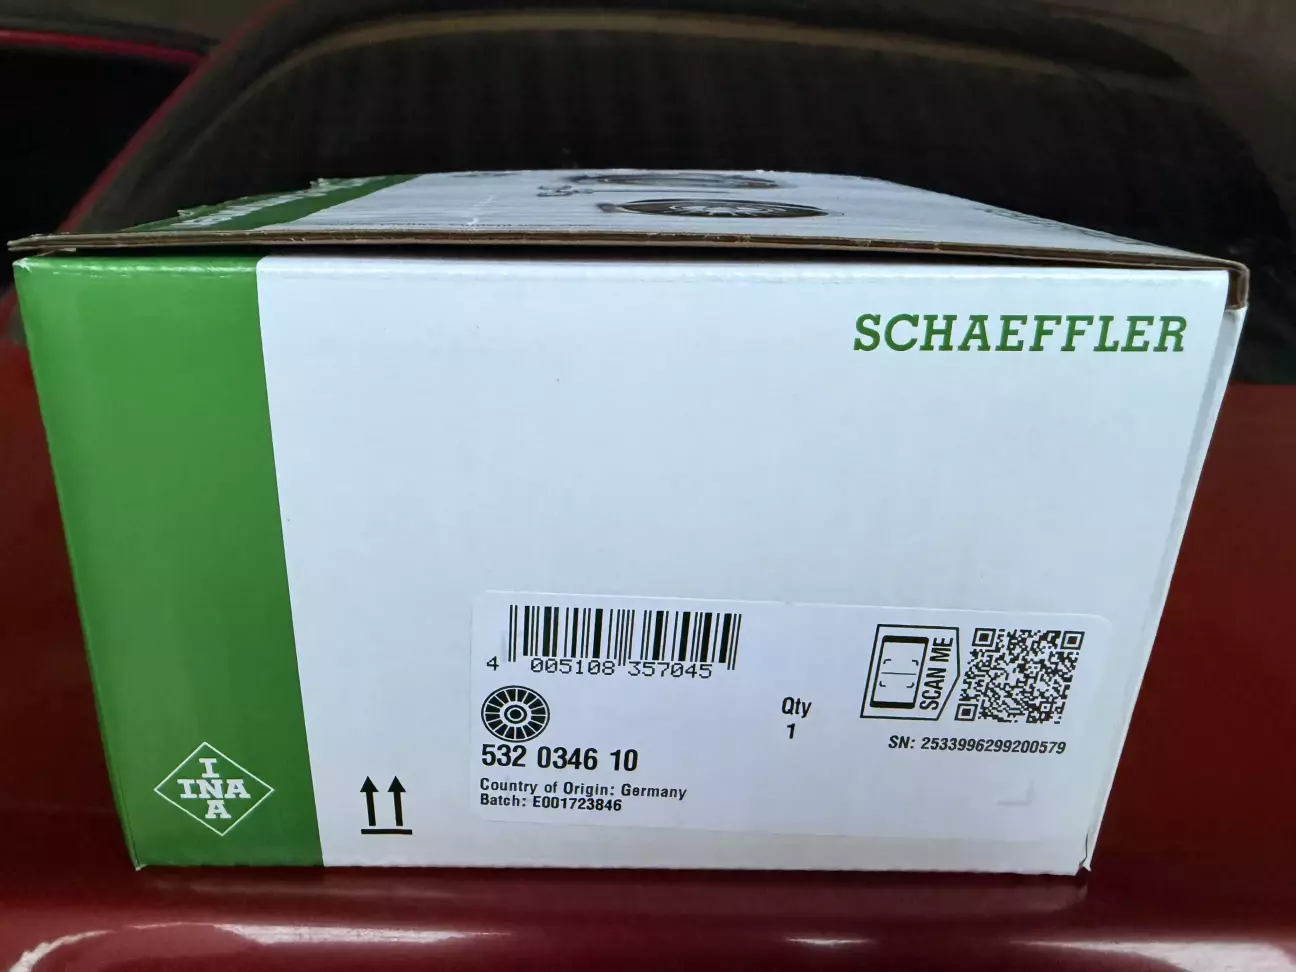 SCHAEFFLER
4 005108 357045
SCAN ME
Qty
1
SN: 2533996299200579
532 0346 10
Country of Origin: Germany
Batch: E001723846
I
INA
A